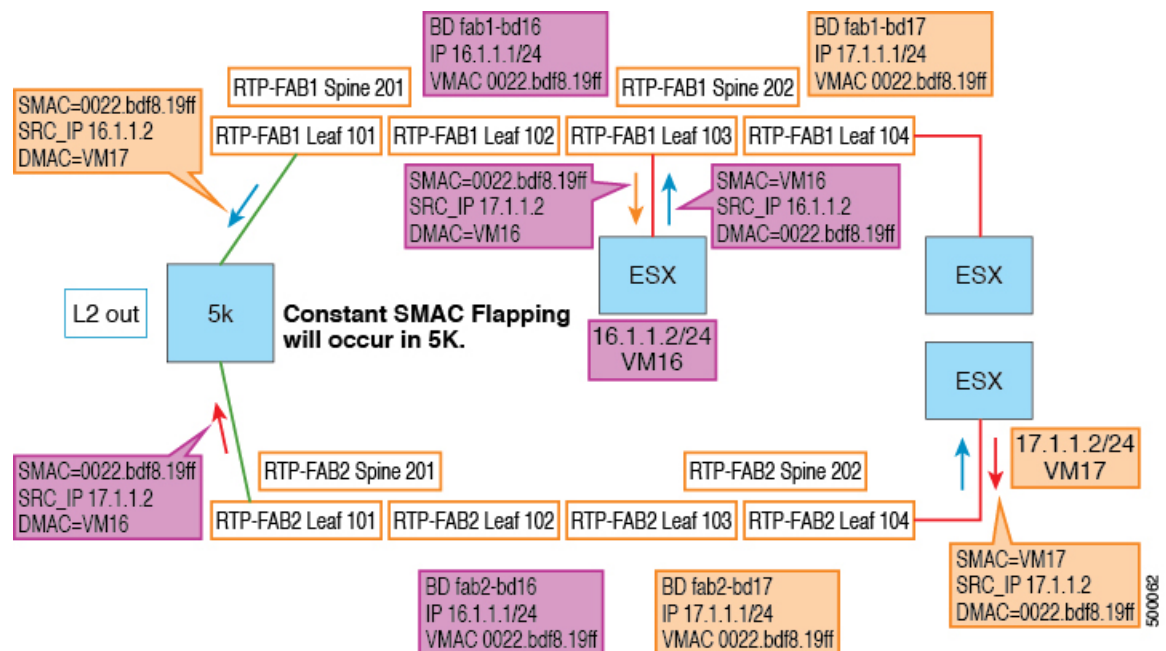 BD fab1-bd16
IP 16.1.1.1/24
VMAC 0022.bdf8.19ff
BD fab1-bd17
IP 17.1.1.1/24
VMAC 0022.bdf8.19ff
RTP-FAB1 Spine 201
RTP-FAB1 Spine 202
SMAC=0022.bdf8.19ff
SRC_IP 16.1.1.2
DMAC=VM17
RTP-FAB1 Leaf 101
RTP-FAB1 Leaf 102
RTP-FAB1 Leaf 103
RTP-FAB1 Leaf 104
SMAC=0022.bdf8.19ff
SRC_IP 17.1.1.2
DMAC=VM16
SMAC=VM16
SRC_IP 16.1.1.2
DMAC=0022.bdf8.19ff
L2 out
5k
Constant SMAC Flapping
will occur in 5K.
ESX
16.1.1.2/24
VM16
ESX
ESX
17.1.1.2/24
VM17
SMAC=0022.bdf8.19ff
SRC_IP 17.1.1.2
DMAC=VM16
RTP-FAB2 Spine 201
RTP-FAB2 Spine 202
RTP-FAB2 Leaf 101
RTP-FAB2 Leaf 102
RTP-FAB2 Leaf 103
RTP-FAB2 Leaf 104
SMAC=VM17
SRC_IP 17.1.1.2
DMAC=0022.bdf8.19ff
BD fab2-bd16
IP 16.1.1.1/24
VMAC 0022.bdf8.19ff
BD fab2-bd17
IP 17.1.1.1/24
VMAC 0022.bdf8.19ff
500062